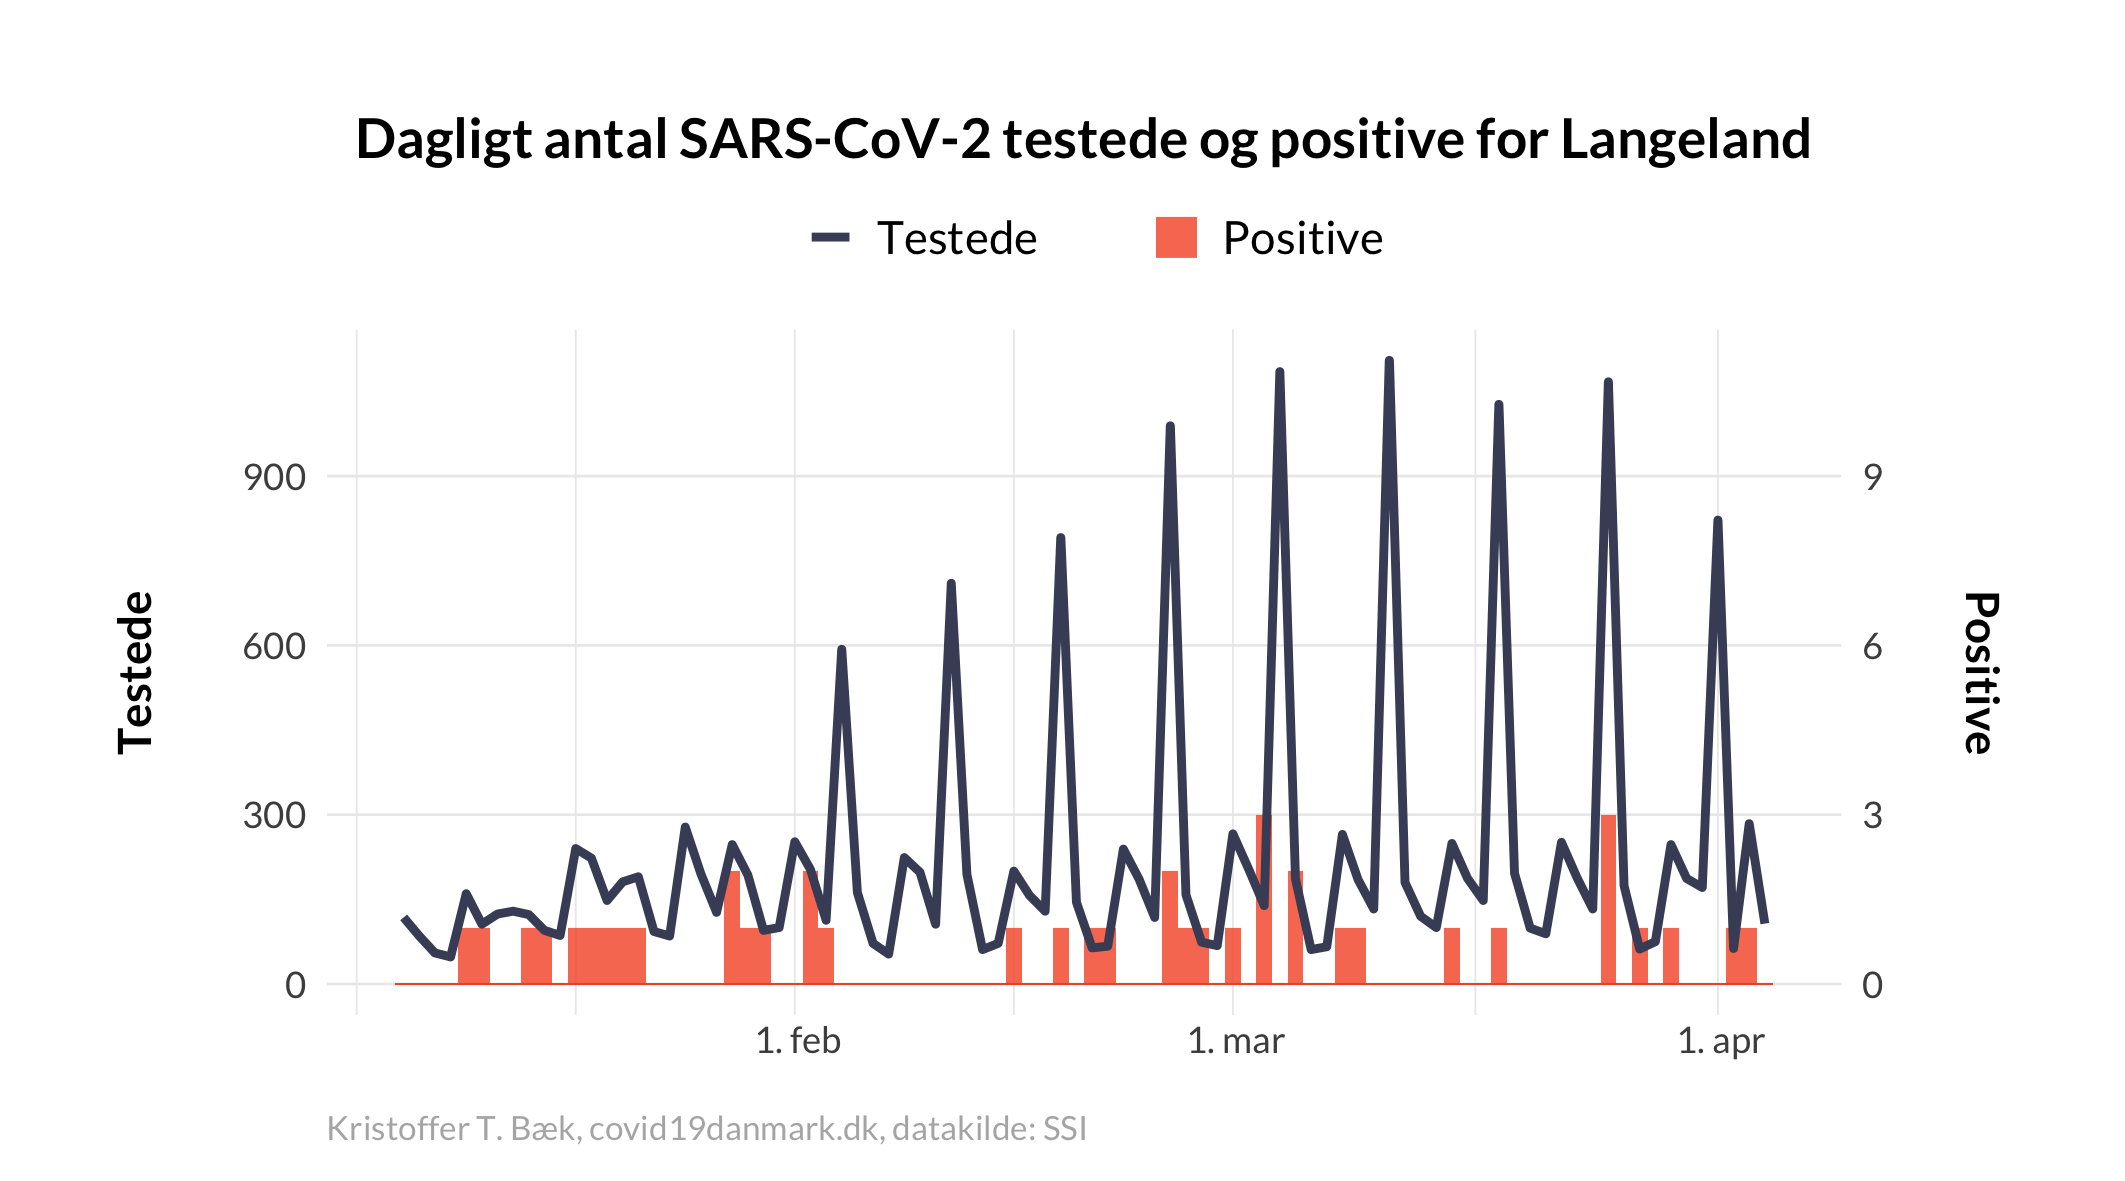 Dagligt antal SARS-CoV-2 testede og positive for Langeland
Testede
Positive
Testede
900
600
300
0
9
6
3
0
Positive
1. feb
1. mar
1. apr
Kristoffer T. Bæk, covid19danmark.dk, datakilde: SSI